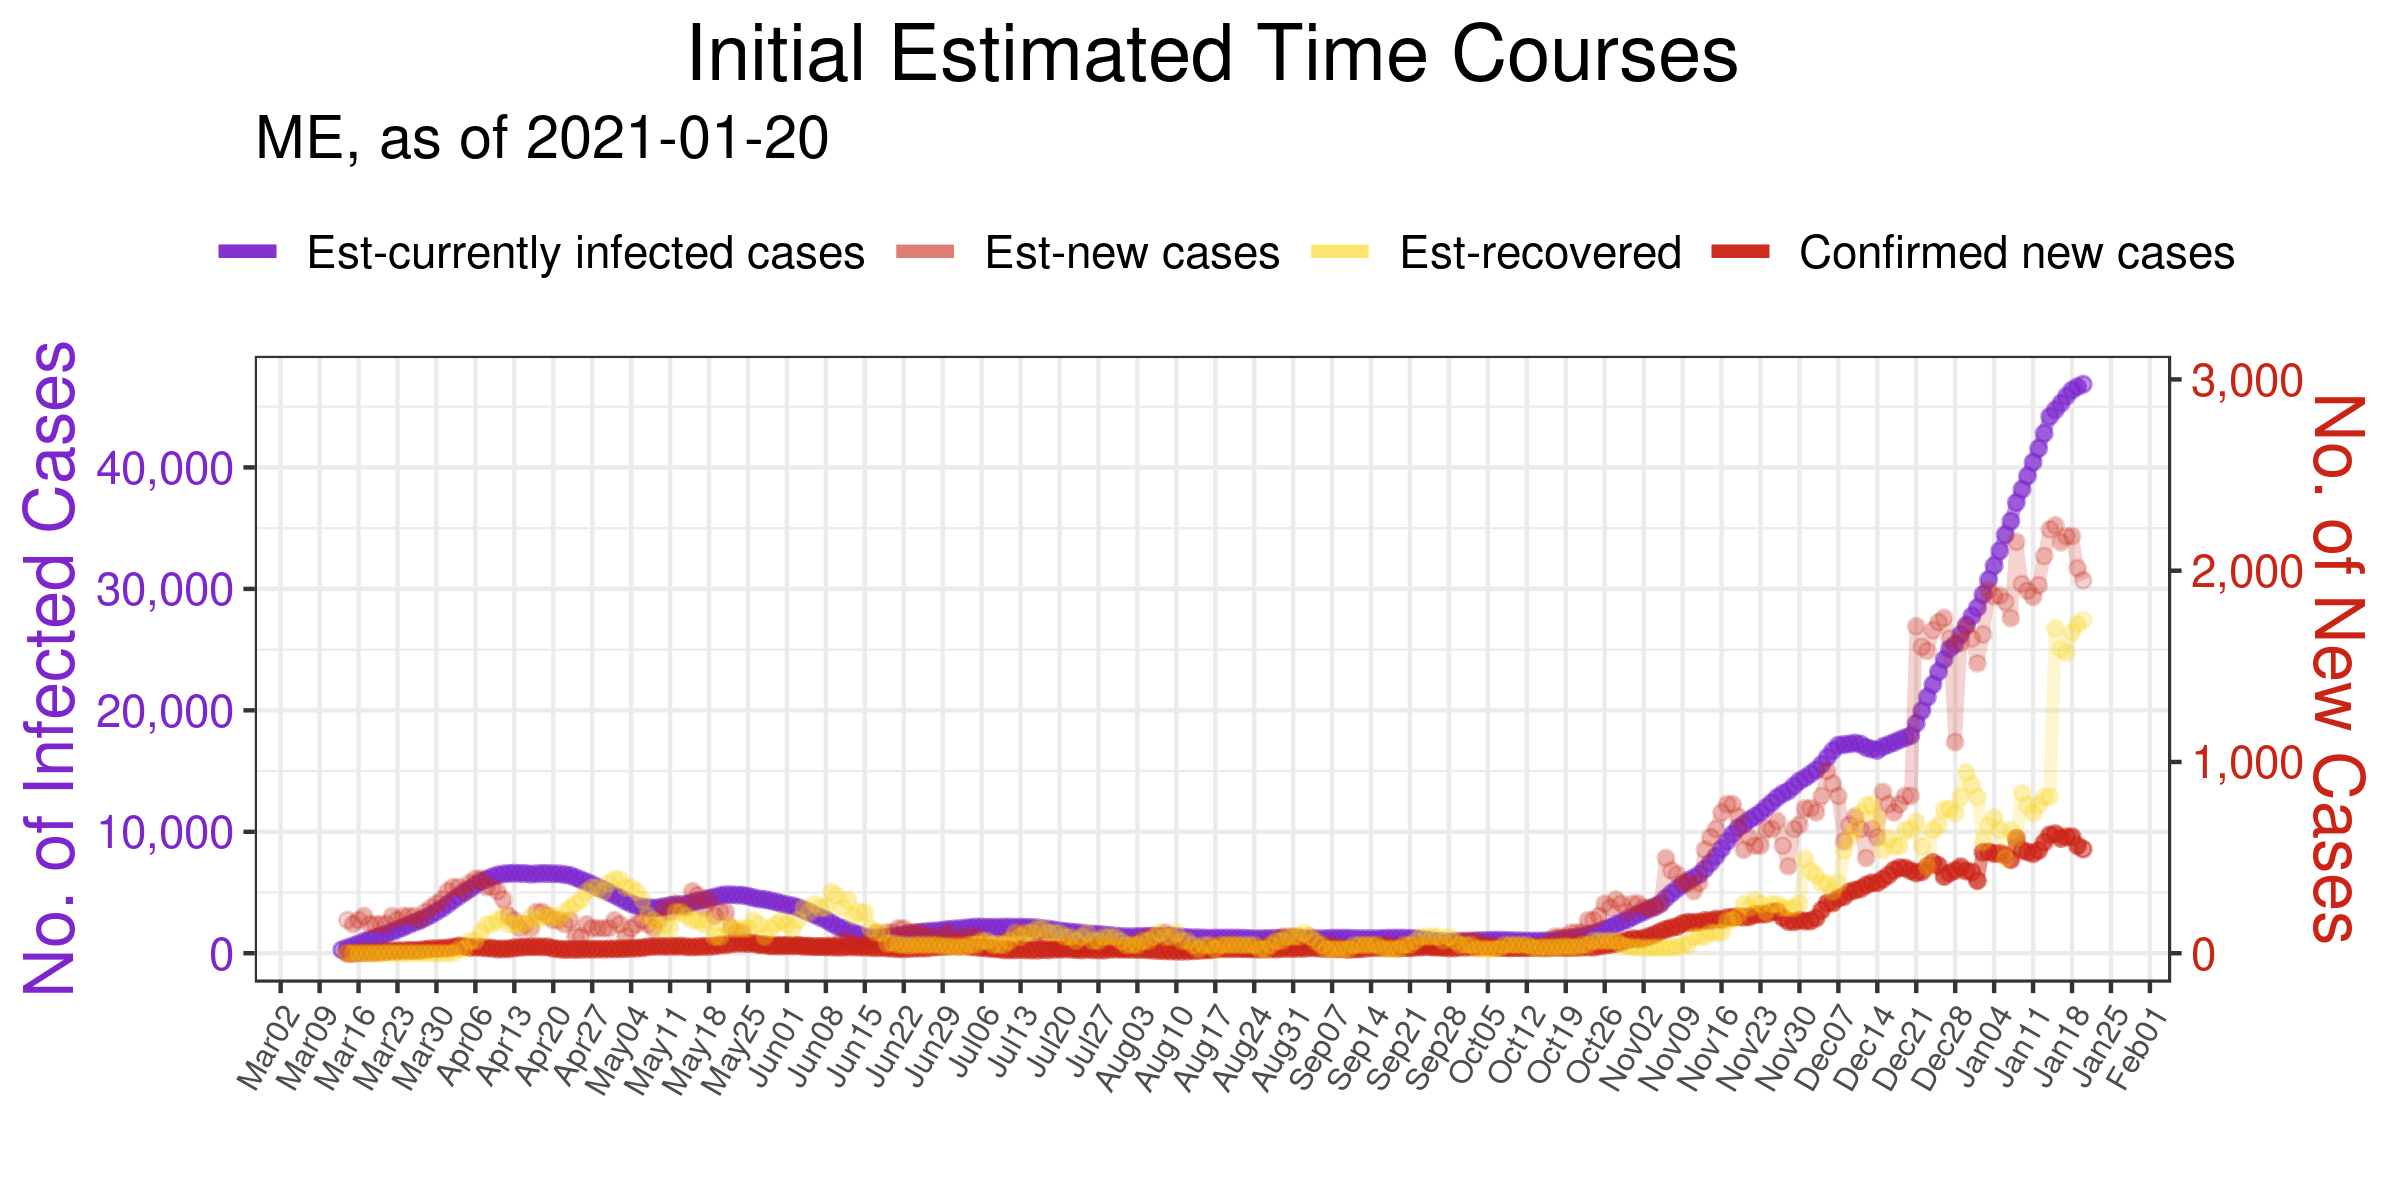 Initial Estimated Time Courses
ME, as of 2021-01-20
Est-currently infected cases Est-new cases Est-recovered Confirmed new cases
No. of Infected Cases
40,000
30,000
20,000
10,000
0
3,000
2,000
1,000
0
No. of New Cases
Mar02 Mar09 Mar16 Mar23 Mar30 Apr06 Apr13 Apr20 Apr27 May04 May11 May18 May25 Jun01 Jun08 Jun15 Jun22 Jun29 Jul06 Jul13 Jul20 Jul27 Aug03 Aug10 Aug17 Aug24 Aug31 Sep07 Sep14 Sep21 Sep28 Oct05 Oct12 Oct19 Oct26 Nov02 Nov09 Nov16 Nov23 Nov30 Dec07 Dec14 Dec21 Dec28 Jan04 Jan11 Jan18 Jan25 Feb01